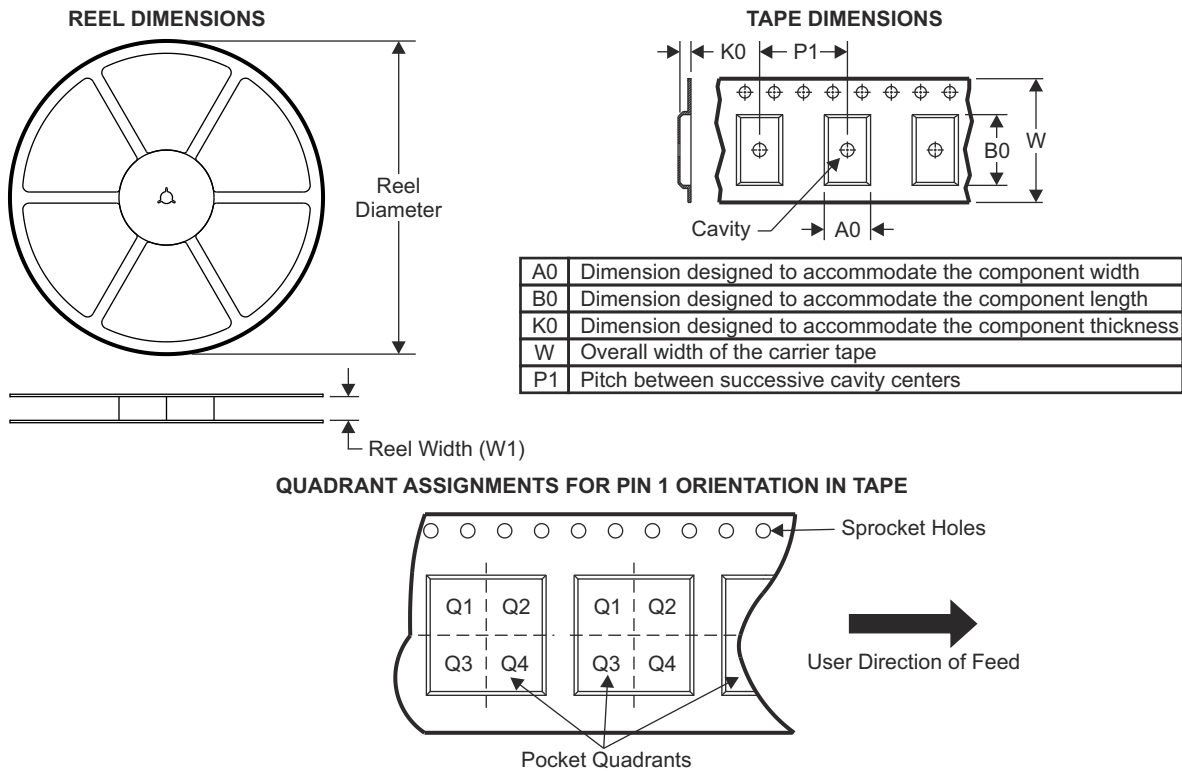 REEL DIMENSIONS
Reel
Diameter
Reel Width (W1)
TAPE DIMENSIONS
K0
P1
W
B0
Cavity
A0
A0 Dimension designed to accommodate the component width
B0 Dimension designed to accommodate the component length
K0 Dimension designed to accommodate the component thickness
W Overall width of the carrier tape
P1 Pitch between successive cavity centers
QUADRANT ASSIGNMENTS FOR PIN 1 ORIENTATION IN TAPE
Sprocket Holes
Q1 Q2 Q1 Q2
Q3 Q4 Q3 Q4
User Direction of Feed
Pocket Quadrants